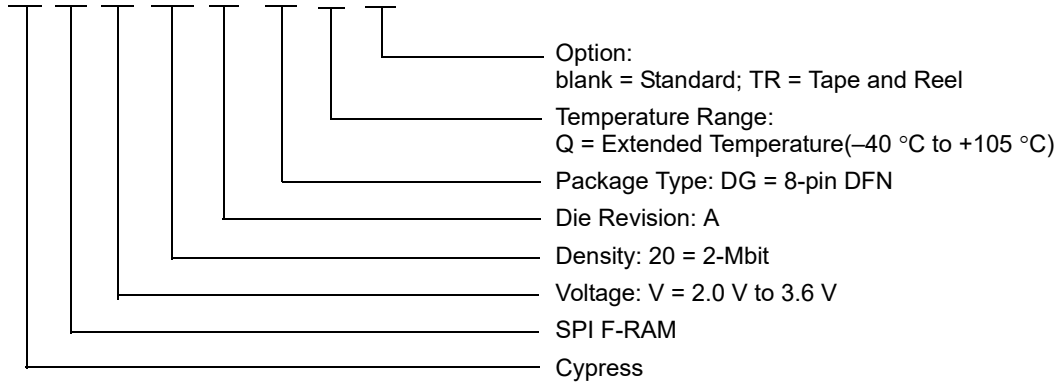 Option:
blank = Standard; TR = Tape and Reel
Temperature Range:
Q = Extended Temperature(–40 °C to +105 °C)
Package Type: DG = 8-pin DFN
Die Revision: A
Density: 20 = 2-Mbit
Voltage: V = 2.0 V to 3.6 V
SPI F-RAM
Cypress